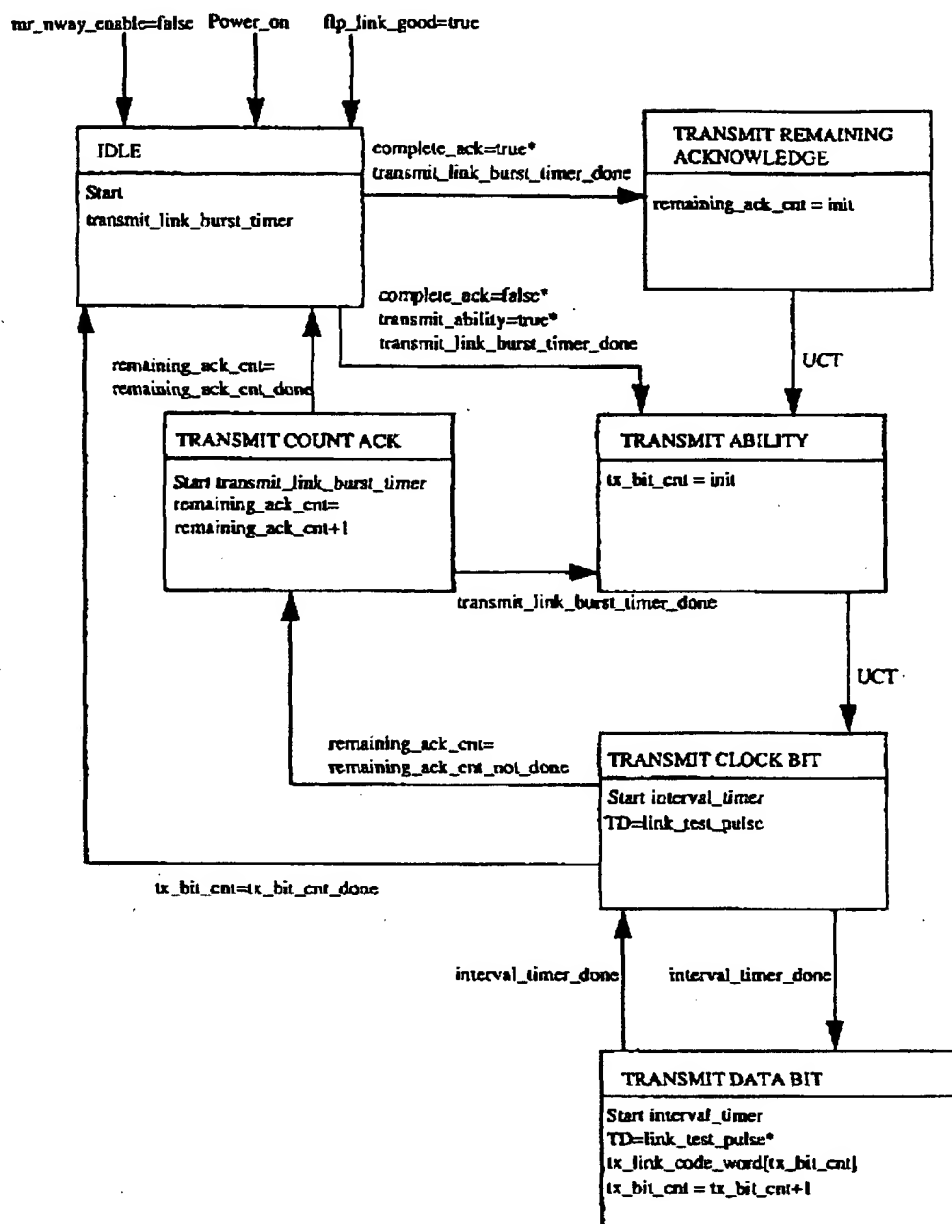 mr_nway_enable=false Power_on flp_link_good=true
IDLE
Start
transmit_link_burst_timer
complete_ack=true*
transmit_link_burst_timer_done
TRANSMIT REMAINING
ACKNOWLEDGE
remaining_ack_cnt = init
complete_ack=false*
transmit_ability=true*
transmit_link_burst_timer_done
UCT
remaining_ack_cnt=
remaining_ack_cnt_done
TRANSMIT COUNT ACK
Start transmit_link_burst_timer
remaining_ack_cnt=
remaining_ack_cnt+1
TRANSMIT ABILITY
tx_bit_cnt = init
transmit_link_burst_timer_done
UCT
remaining_ack_cnt=
remaining_ack_cnt_not_done
TRANSMIT CLOCK BIT
Start interval_timer
TD=link_test_pulse
tx_bit_cnt=tx_bit_cnt_done
interval_timer_done
interval_timer_done
TRANSMIT DATA BIT
Start interval_timer
TD=link_test_pulse*
tx_link_code_word[tx_bit_cnt]
tx_bit_cnt = tx_bit_cnt+1